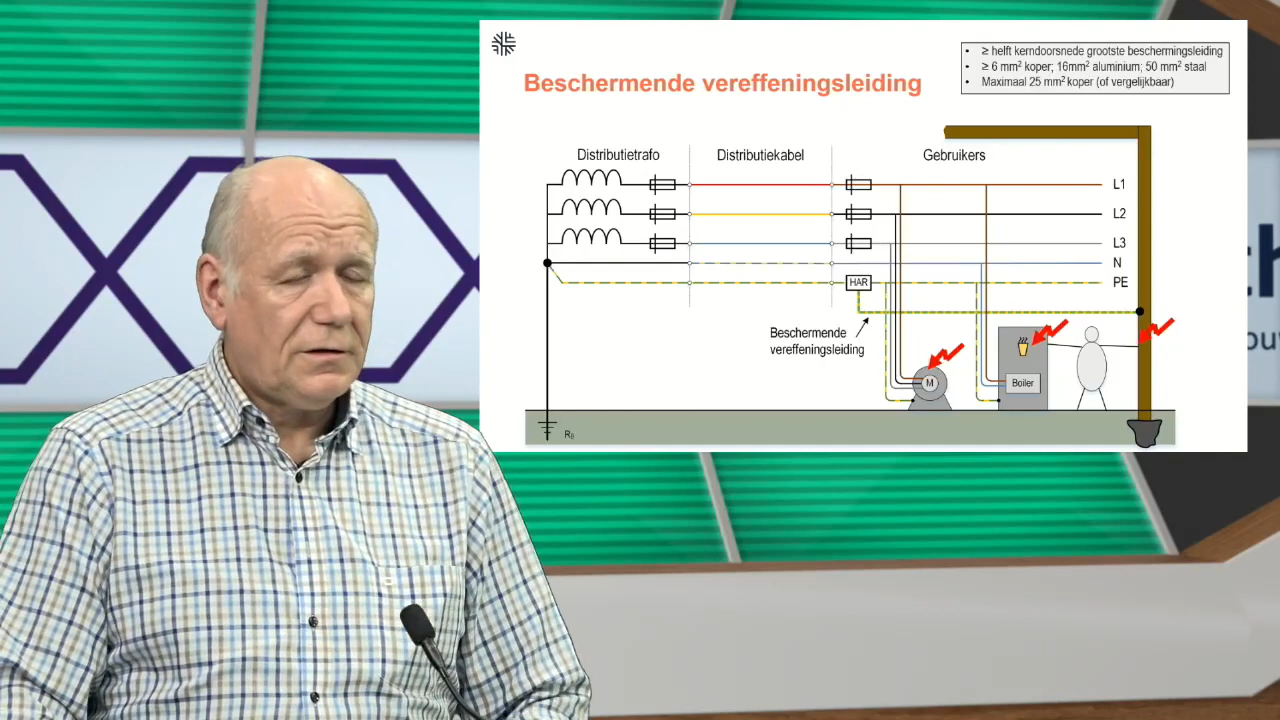 • ≥ helft kerndoorsnede grootste beschermingsleiding
• ≥ 6 mm² koper; 16mm² aluminium; 50 mm² staal
• Maximaal 25 mm² koper (of vergelijkbaar)
Beschermende vereffeningsleiding
Distributietrafo Distributiekabel Gebruikers
L1
L2
L3
N
HAR PE
Beschermende
vereffeningsleiding
M Boiler
RB